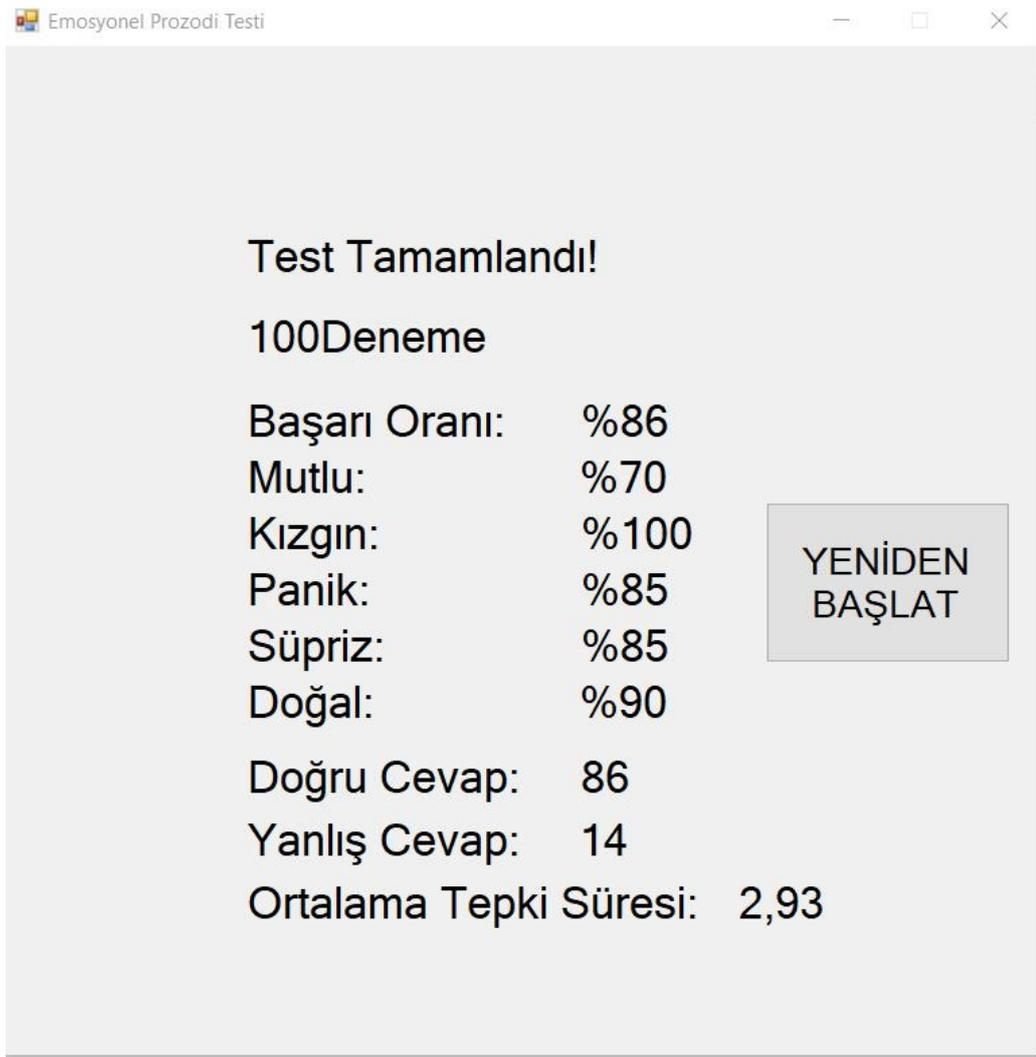 Emosyonel Prozodi Testi
Test Tamamlandı!
100Deneme
Başarı Oranı: %86
Mutlu: %70
Kızgın: %100
Panik: %85
Süpriz: %85
Doğal: %90
YENİDEN
BAŞLAT
Doğru Cevap: 86
Yanlış Cevap: 14
Ortalama Tepki Süresi: 2,93